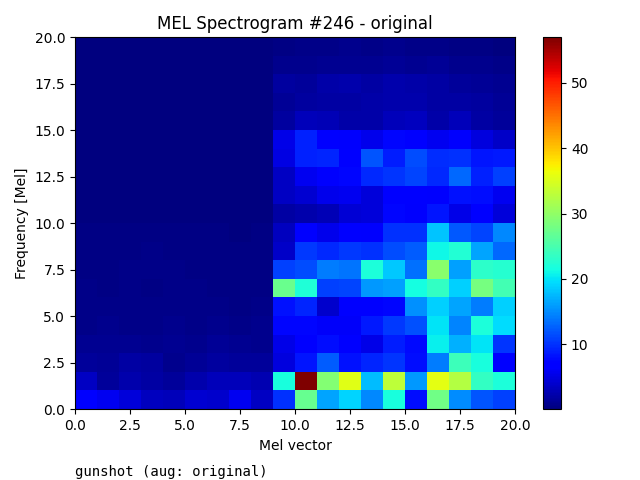 MEL Spectrogram #246 - original
20.0
17.5
15.0
12.5
10.0
7.5
5.0
2.5
0.0
Frequency [Mel]
0.0 2.5 5.0 7.5 10.0 12.5 15.0 17.5 20.0
Mel vector
50
40
30
20
10
gunshot (aug: original)